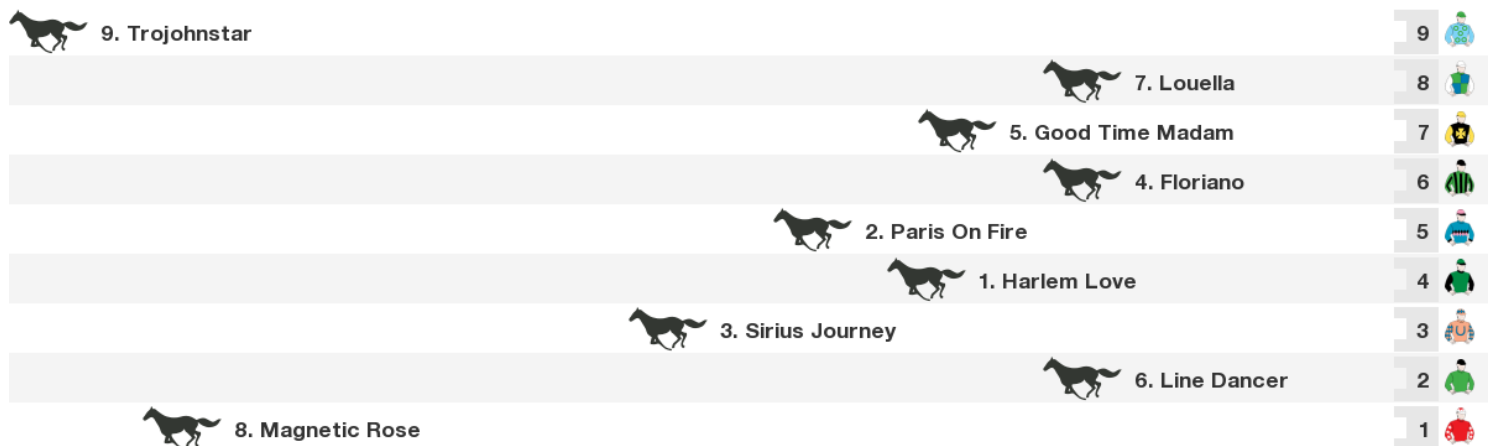 9. Trojohnstar 9
7. Louella 8
5. Good Time Madam 7
4. Floriano 6
2. Paris On Fire 5
1. Harlem Love 4
3. Sirius Journey 3
6. Line Dancer 2
8. Magnetic Rose 1